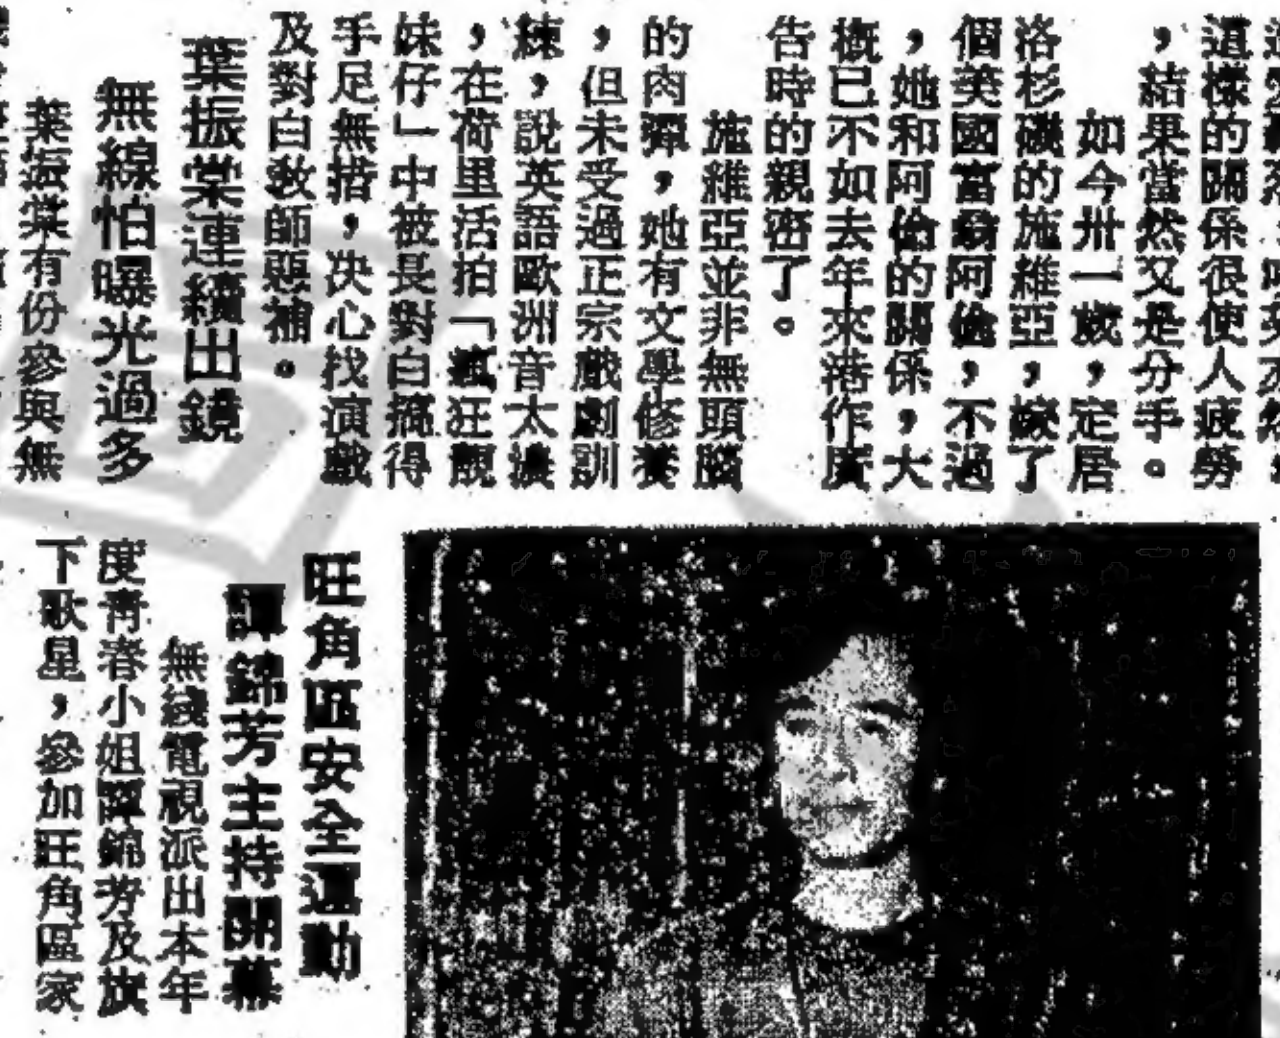 這樣的關係很使人疲勞
，結果當然又是分手。
如今卅一歲，定居
洛杉磯的施維亞，嫁了
個美國富翁阿倫，不過
，她和阿倫的關係，大
概已不如去年來港作廣
告時的親密了。
施維亞並非無頭腦
的肉彈，她有文學修養
，但未受過正宗戲劇訓
練，說英語歐洲音太濃
，在荷里活拍「瘋狂靚
妹仔」中被長對白搞得
手足無措，决心找演戲
及對白教師惡補。
葉振棠連續出鏡
無線怕曝光過多
葉振棠有份參與無
旺角區安全運動
譚錦芳主持開幕
無綫電視派出本年
度青春小姐譚錦芳及旗
下歌星，參加旺角區家